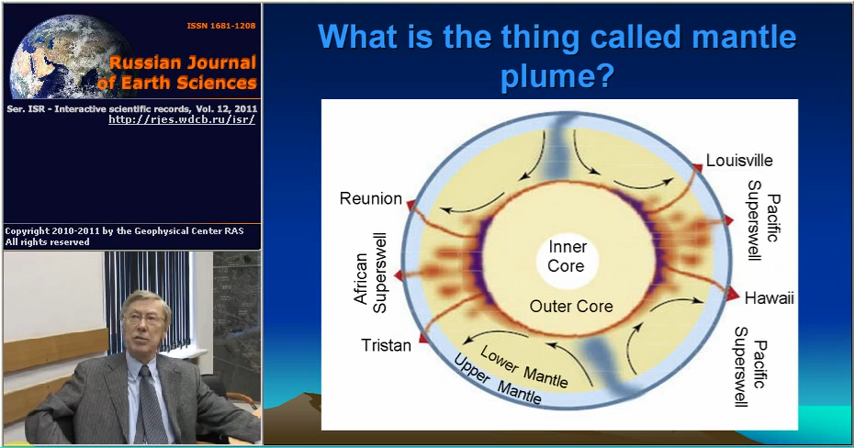 ISSN 1681-1208
Russian Journal
of Earth Sciences
Ser. ISR - Interactive scientific records, Vol. 12, 2011
http://rjes.wdcb.ru/isr/
Copyright 2010-2011 by the Geophysical Center RAS
All rights reserved
What is the thing called mantle
plume?
Louisville
Reunion
Pacific
Superswell
Inner
Core
African
Superswell
Outer Core
Hawaii
Tristan
Lower Mantle
Upper Mantle
Pacific
Superswell